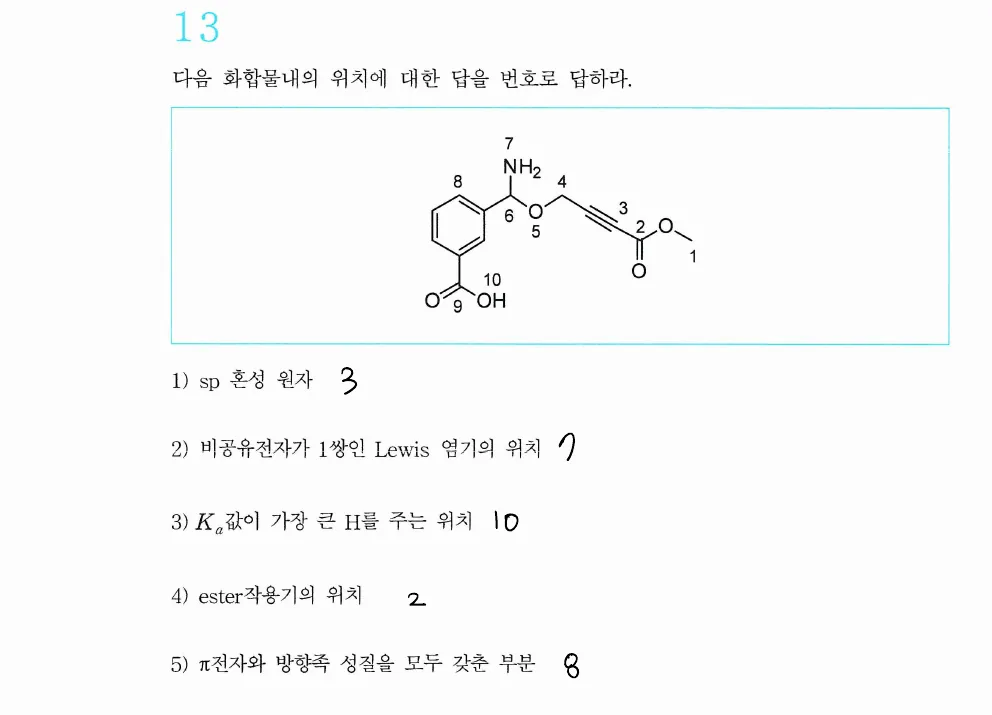 13
다음 화합물내의 위치에 대한 답을 번호로 답하라.
7
NH2
8
4
3
6
O
5
2
O
1
O
10
O
9
OH
1) sp 혼성 원자 3
2) 비공유전자가 1쌍인 Lewis 염기의 위치 7
3) Ka값이 가장 큰 H를 주는 위치 10
4) ester작용기의 위치 2
5) π전자와 방향족 성질을 모두 갖춘 부분 8